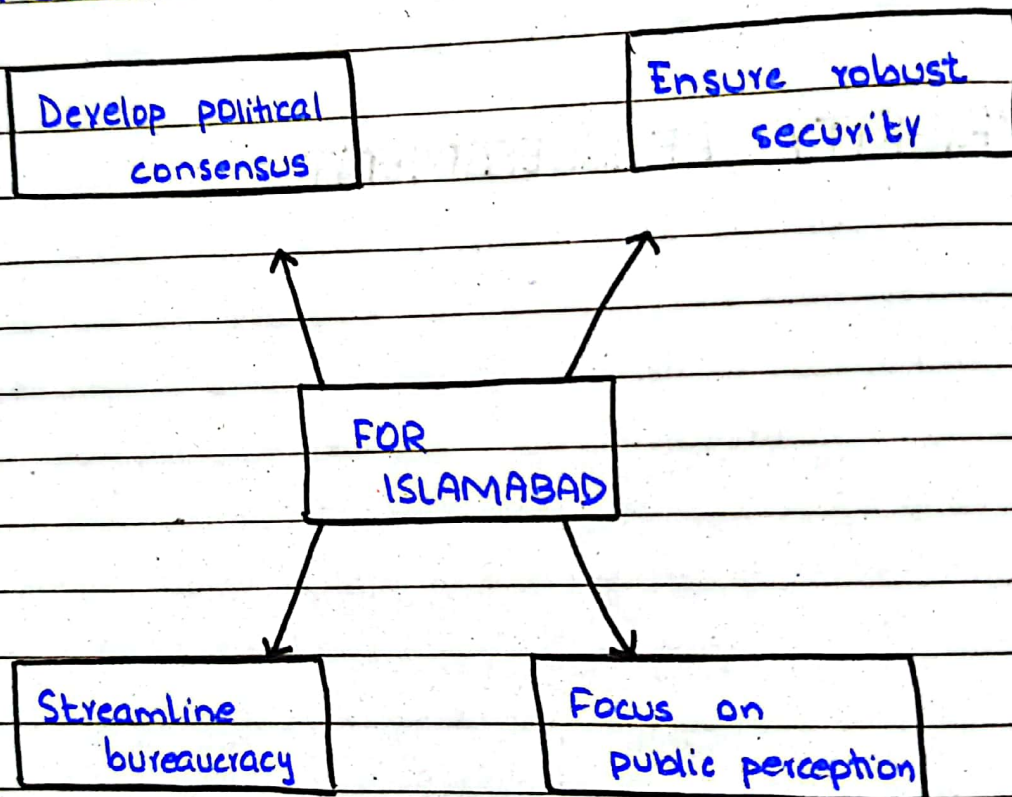 Develop political
consensus
Ensure robust
security
FOR
ISLAMABAD
Streamline
bureaucracy
Focus on
public perception